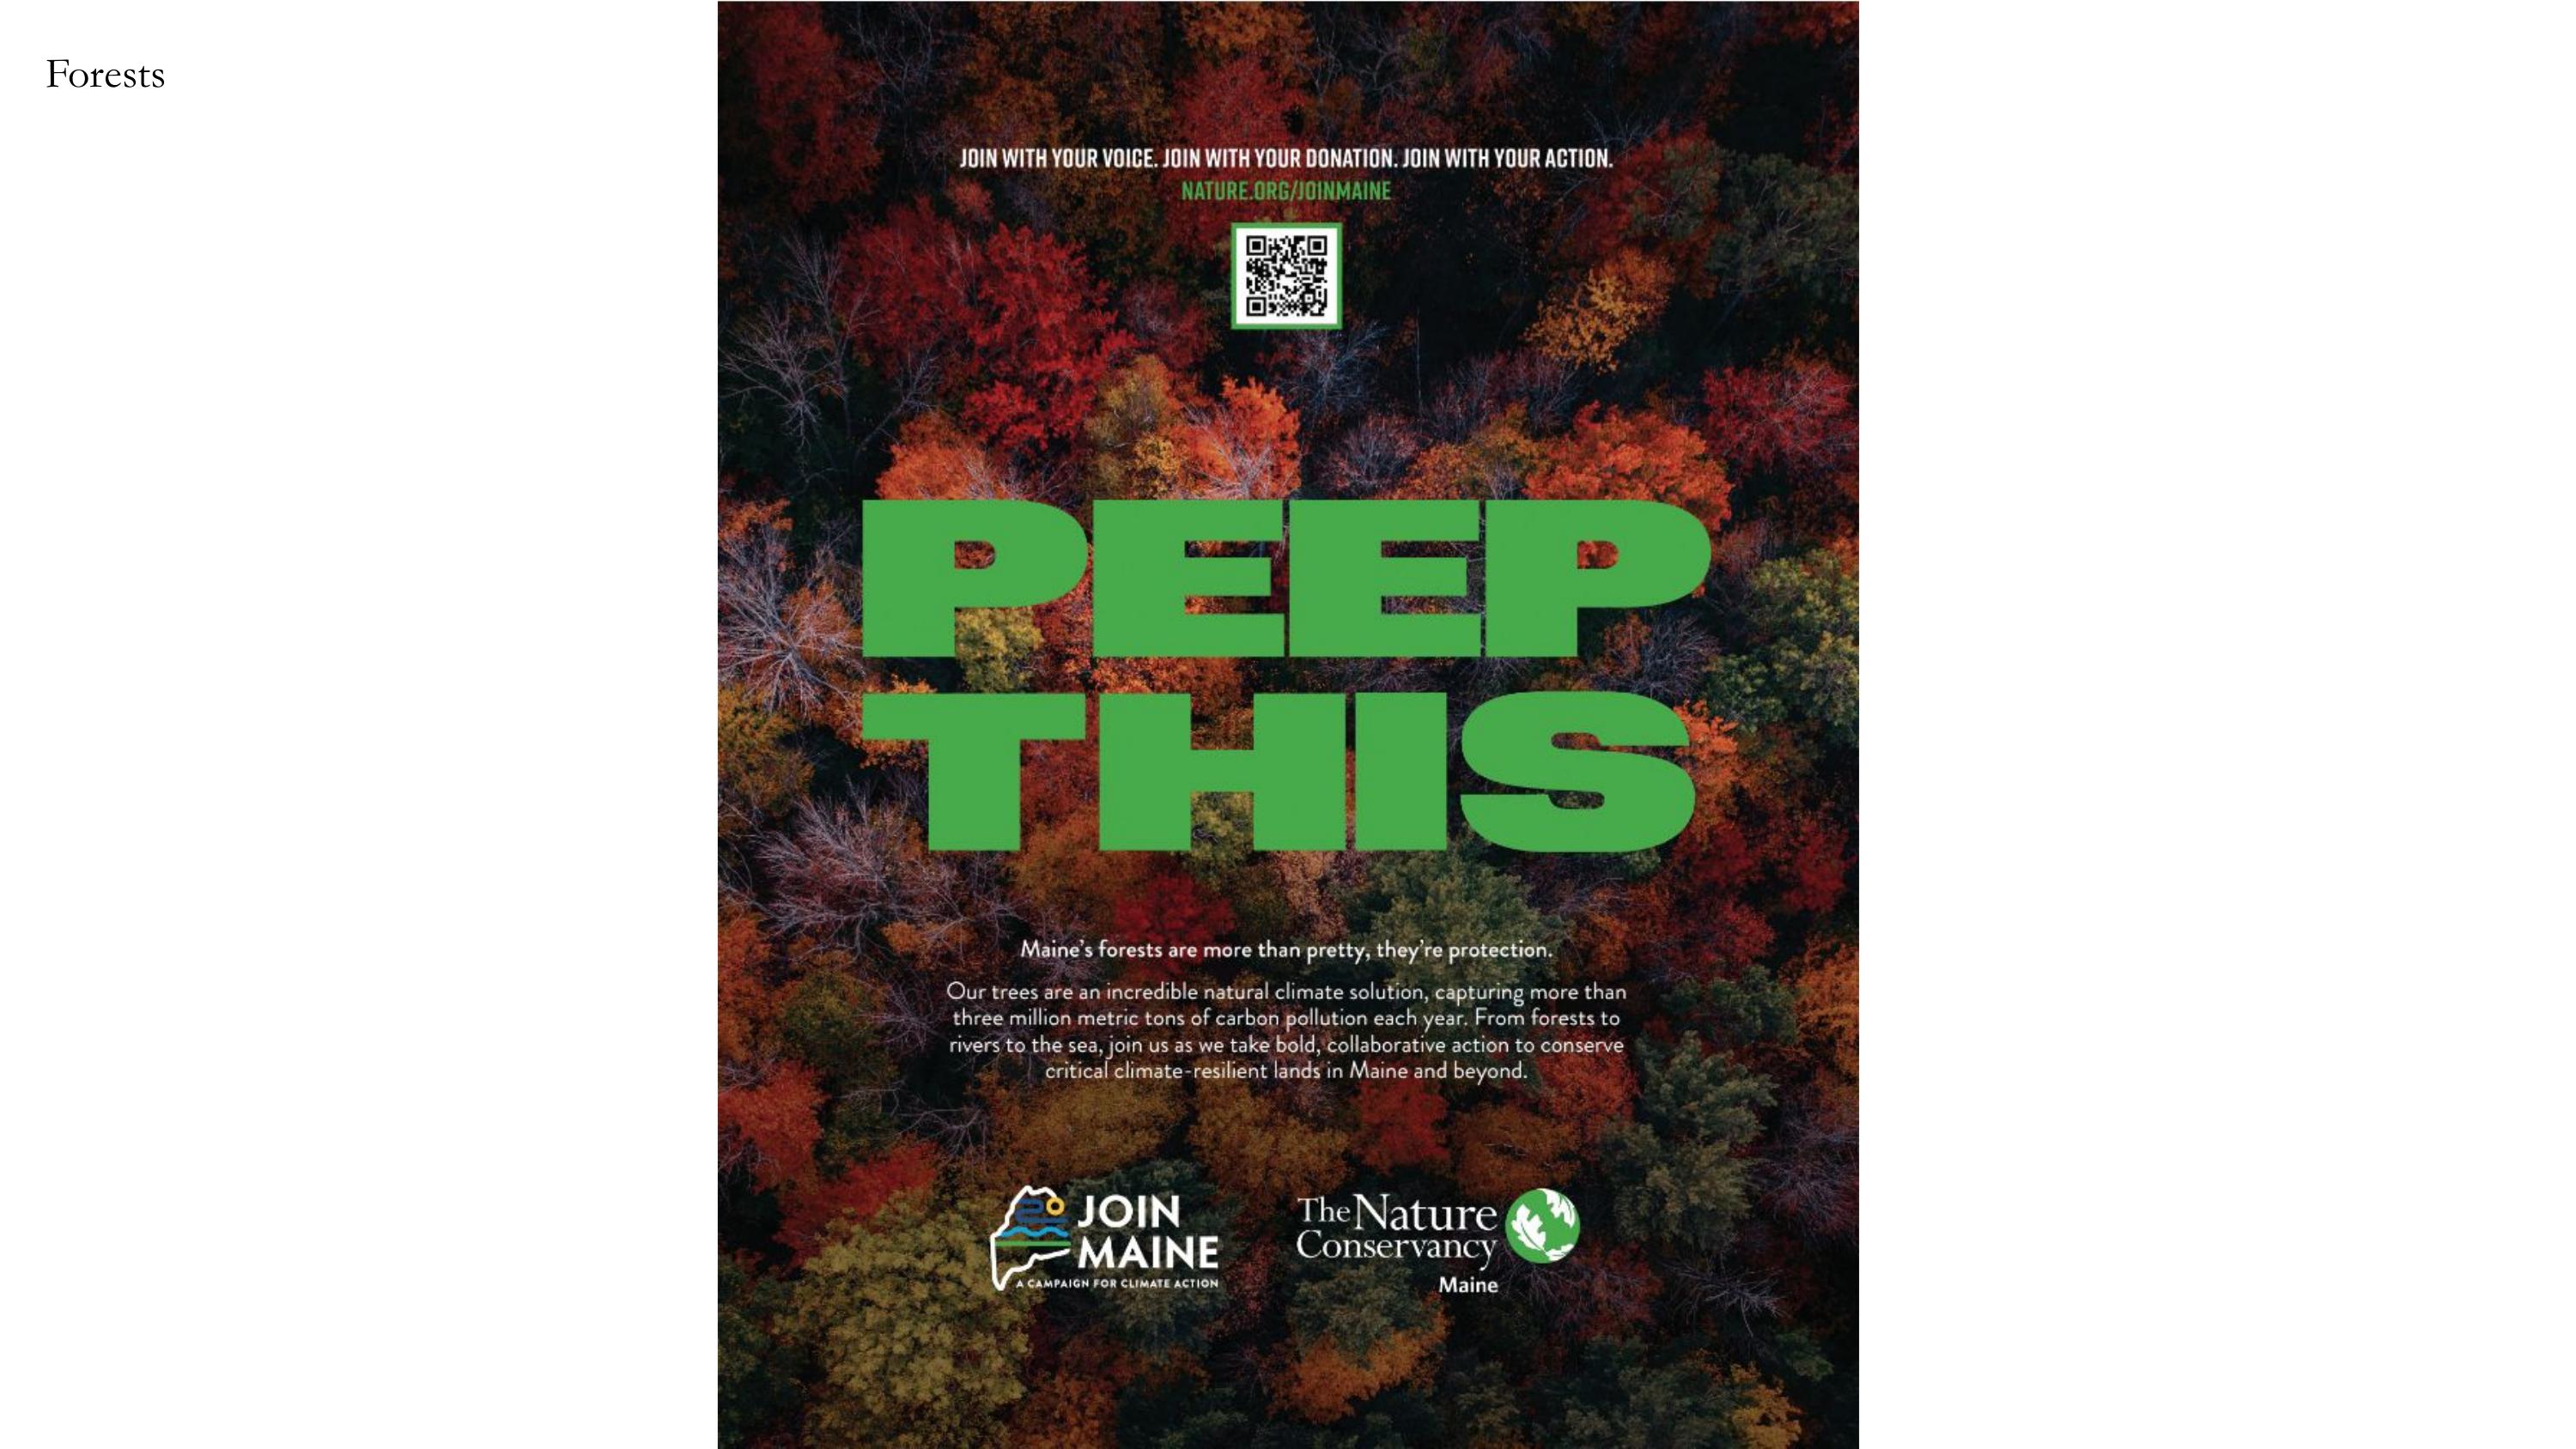 Forests
JOIN WITH YOUR VOICE. JOIN WITH YOUR DONATION. JOIN WITH YOUR ACTION.
NATURE.ORG/JOINMAINE
PEEP
THIS
Maine's forests are more than pretty, they're protection.
Our trees are an incredible natural climate solution, capturing more than
three million metric tons of carbon pollution each year. From forests to
rivers to the sea, join us as we take bold, collaborative action to conserve
critical climate-resilient lands in Maine and beyond.
JOIN
MAINE
A CAMPAIGN FOR CLIMATE ACTION
The Nature
Conservancy
Maine